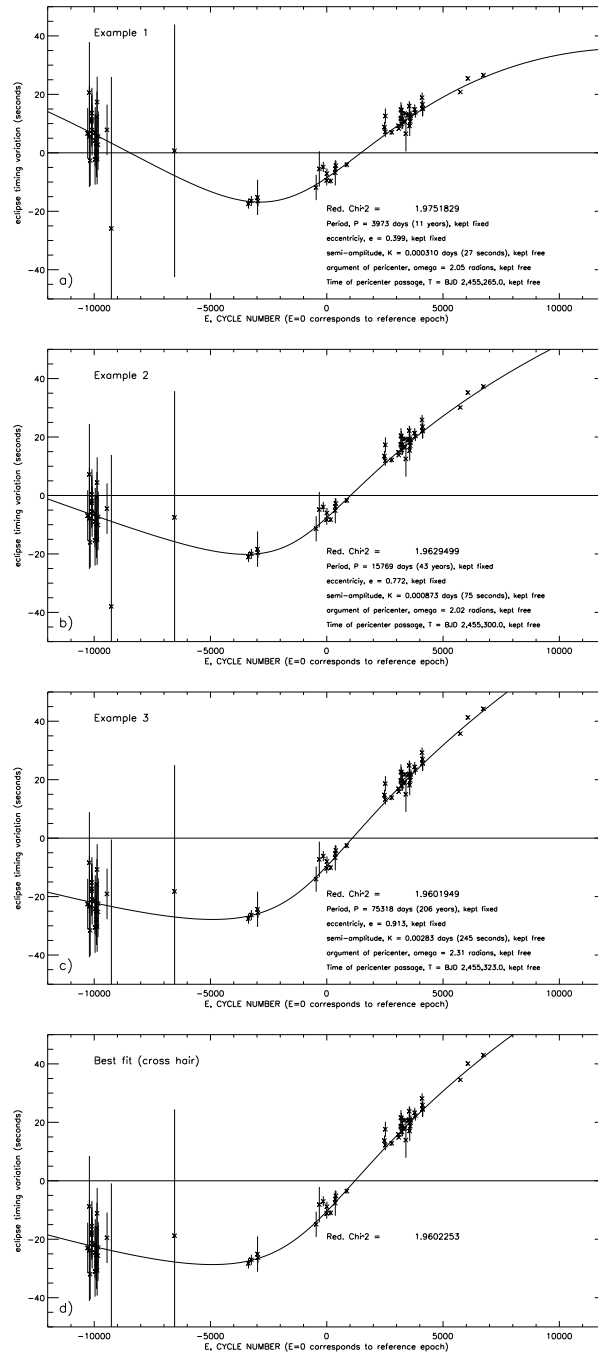 Example 1
eclipse timing variation (seconds)
40
20
0
−20
−40
Red. Chi^2 = 1.9751829
Period, P = 3973 days (11 years), kept fixed
eccentriciy, e = 0.399, kept fixed
semi-amplitude, K = 0.000310 days (27 seconds), kept free
argument of pericenter, omega = 2.05 radians, kept free
Time of pericenter passage, T = BJD 2,455,265.0, kept free
a)
−10000 −5000 0 5000 10000
E, CYCLE NUMBER (E=0 corresponds to reference epoch)
Example 2
eclipse timing variation (seconds)
40
20
0
−20
−40
Red. Chi^2 = 1.9629499
Period, P = 15769 days (43 years), kept fixed
eccentriciy, e = 0.772, kept fixed
semi-amplitude, K = 0.000873 days (75 seconds), kept free
argument of pericenter, omega = 2.02 radians, kept free
Time of pericenter passage, T = BJD 2,455,300.0, kept free
b)
−10000 −5000 0 5000 10000
E, CYCLE NUMBER (E=0 corresponds to reference epoch)
Example 3
eclipse timing variation (seconds)
40
20
0
−20
−40
Red. Chi^2 = 1.9601949
Period, P = 75318 days (206 years), kept fixed
eccentriciy, e = 0.913, kept fixed
semi-amplitude, K = 0.00283 days (245 seconds), kept free
argument of pericenter, omega = 2.31 radians, kept free
Time of pericenter passage, T = BJD 2,455,323.0, kept free
c)
−10000 −5000 0 5000 10000
E, CYCLE NUMBER (E=0 corresponds to reference epoch)
Best fit (cross hair)
eclipse timing variation (seconds)
40
20
0
−20
−40
Red. Chi^2 = 1.9602253
d)
−10000 −5000 0 5000 10000
E, CYCLE NUMBER (E=0 corresponds to reference epoch)